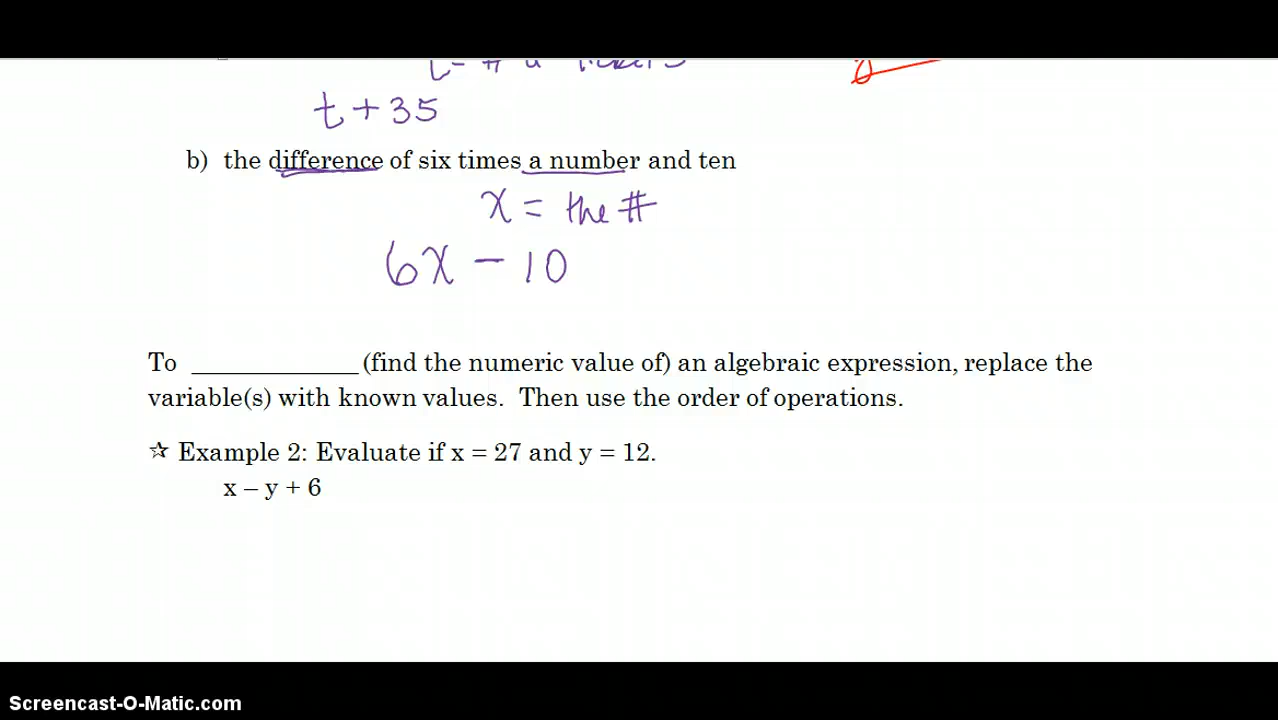 t + 35
b) the difference of six times a number and ten
x = the #
6x - 10
To ____________ (find the numeric value of) an algebraic expression, replace the
variable(s) with known values. Then use the order of operations.
☆ Example 2: Evaluate if x = 27 and y = 12.
x – y + 6
Screencast-O-Matic.com